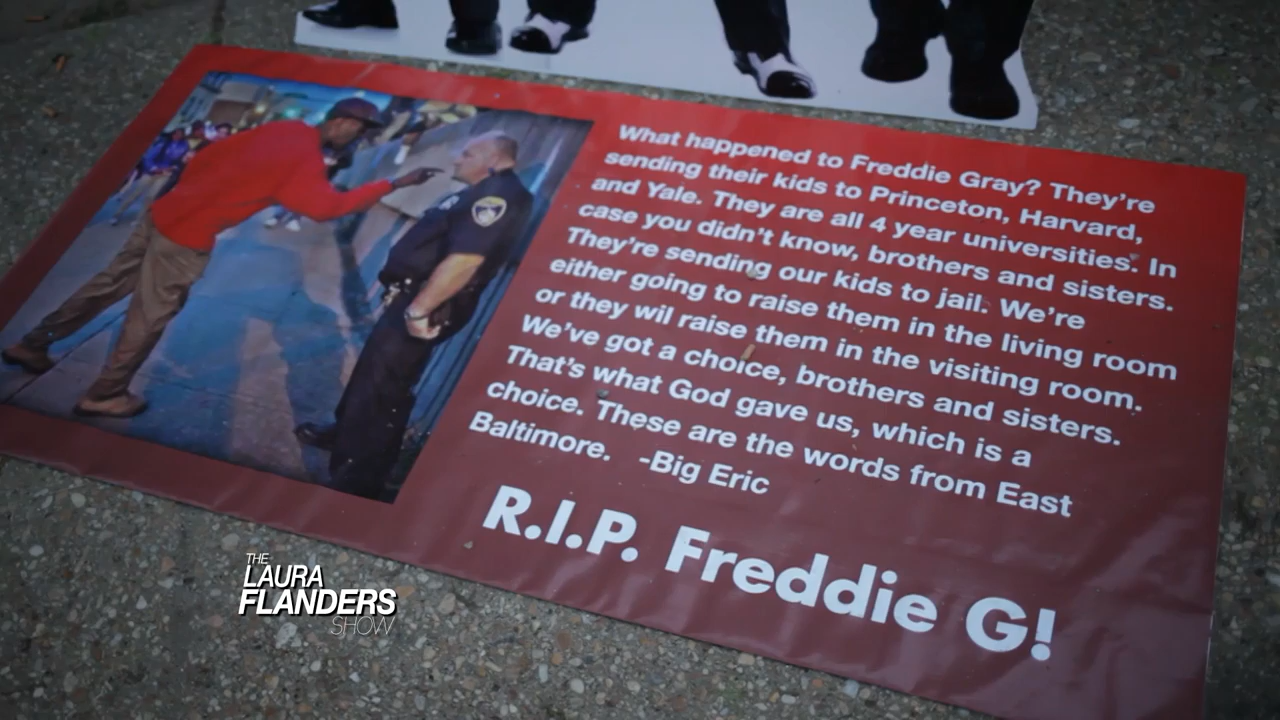 What happened to Freddie Gray? They're
sending their kids to Princeton, Harvard,
and Yale. They are all 4 year universities. In
case you didn't know, brothers and sisters.
They're sending our kids to jail. We're
either going to raise them in the living room
or they wil raise them in the visiting room.
We've got a choice, brothers and sisters.
That's what God gave us, which is a
choice. These are the words from East
Baltimore. -Big Eric
R.I.P. Freddie G!
THE
LAURA
FLANDERS
SHOW